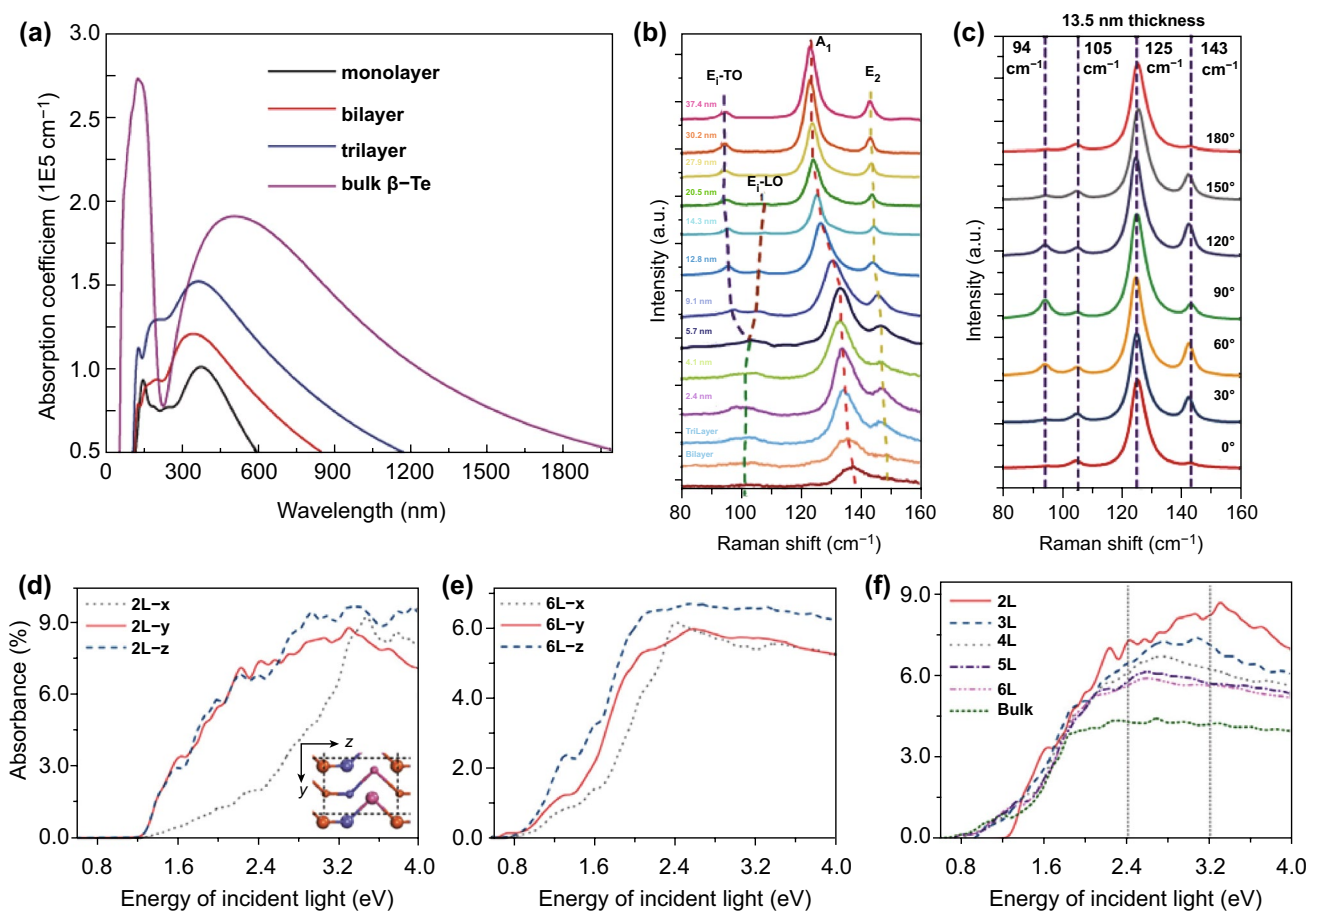 (a)
3.0
2.5
2.0
1.5
1.0
0.5
Absorption coefficiem (1E5 cm⁻¹)
monolayer
bilayer
trilayer
bulk β−Te
0 300 600 900 1200 1500 1800
Wavelength (nm)
(b)
A₁
Eᵢ-TO
E₂
37.4 nm
30.2 nm
27.9 nm
Eᵢ-LO
20.5 nm
14.3 nm
12.8 nm
9.1 nm
5.7 nm
4.1 nm
2.4 nm
TriLayer
Bilayer
Intensity (a.u.)
80 100 120 140 160
Raman shift (cm⁻¹)
(c)
13.5 nm thickness
94 cm⁻¹
105 cm⁻¹
125 cm⁻¹
143 cm⁻¹
180°
150°
120°
90°
60°
30°
0°
Intensity (a.u.)
80 100 120 140 160
Raman shift (cm⁻¹)
(d)
9.0
6.0
3.0
0.0
Absorbance (%)
2L−x
2L−y
2L−z
z
y
0.8 1.6 2.4 3.2 4.0
Energy of incident light (eV)
(e)
6.0
4.0
2.0
0.0
6L−x
6L−y
6L−z
0.8 1.6 2.4 3.2 4.0
Energy of incident light (eV)
(f)
9.0
6.0
3.0
0.0
2L
3L
4L
5L
6L
Bulk
0.8 1.6 2.4 3.2 4.0
Energy of incident light (eV)